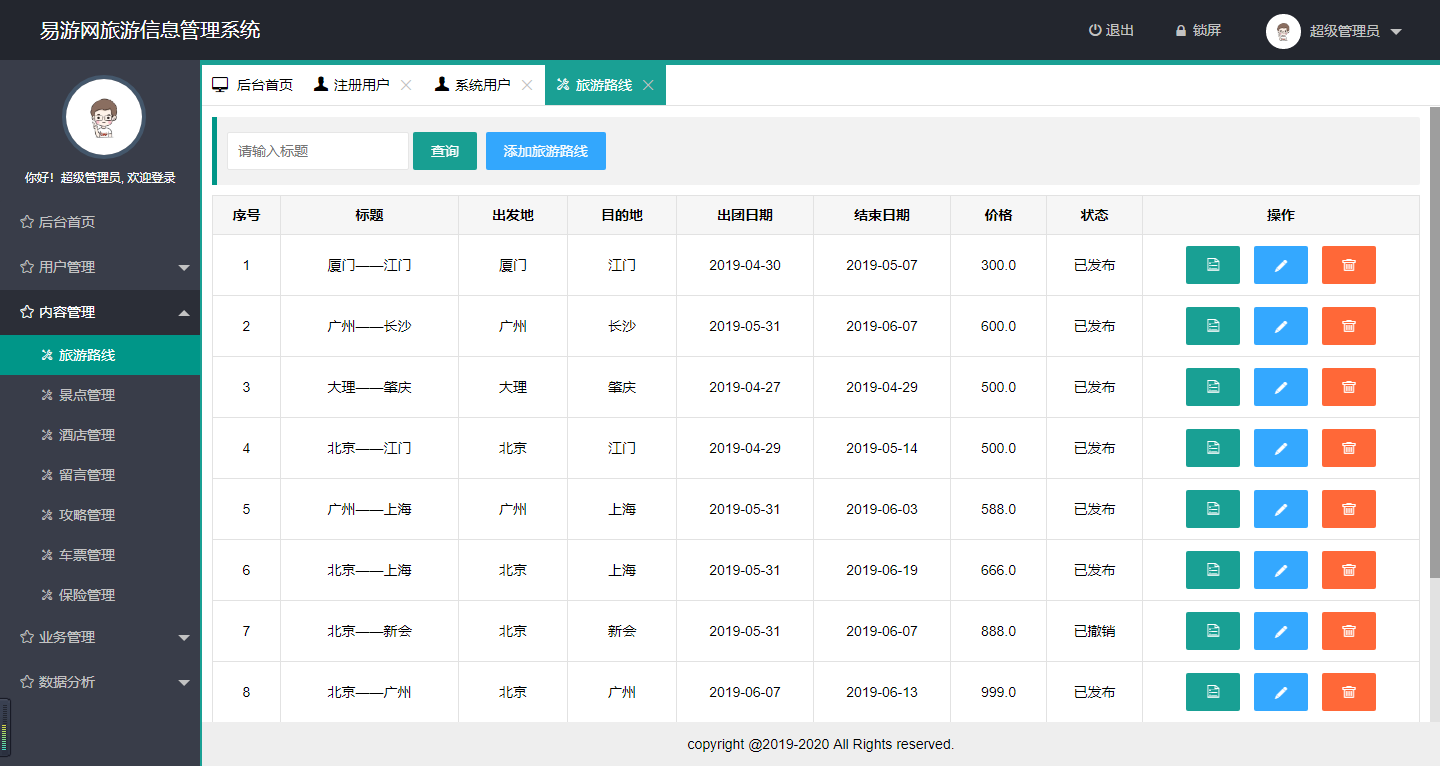 易游网旅游信息管理系统
退出 锁屏 超级管理员
后台首页 注册用户 系统用户 旅游路线
你好！超级管理员, 欢迎登录
后台首页
用户管理
内容管理
旅游路线
景点管理
酒店管理
留言管理
攻略管理
车票管理
保险管理
业务管理
数据分析
请输入标题 查询 添加旅游路线
序号 标题 出发地 目的地 出团日期 结束日期 价格 状态 操作
1 厦门——江门 厦门 江门 2019-04-30 2019-05-07 300.0 已发布
2 广州——长沙 广州 长沙 2019-05-31 2019-06-07 600.0 已发布
3 大理——肇庆 大理 肇庆 2019-04-27 2019-04-29 500.0 已发布
4 北京——江门 北京 江门 2019-04-29 2019-05-14 500.0 已发布
5 广州——上海 广州 上海 2019-05-31 2019-06-03 588.0 已发布
6 北京——上海 北京 上海 2019-05-31 2019-06-19 666.0 已发布
7 北京——新会 北京 新会 2019-05-31 2019-06-07 888.0 已撤销
8 北京——广州 北京 广州 2019-06-07 2019-06-13 999.0 已发布
copyright @2019-2020 All Rights reserved.